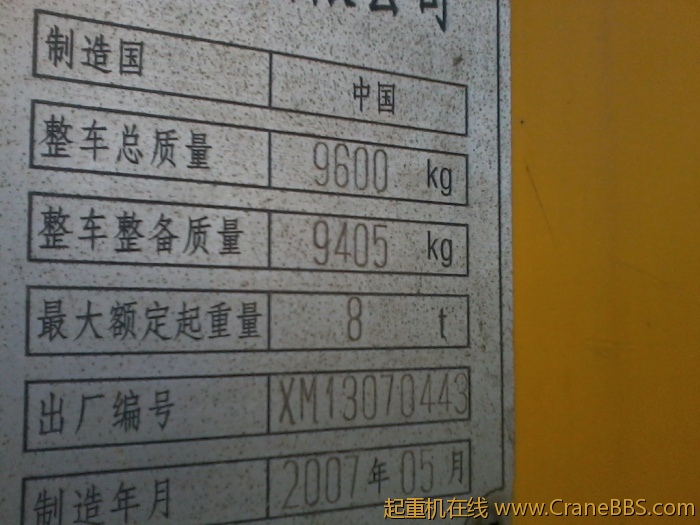 公司
制造国 中国
整车总质量 9600 kg
整车整备质量 9405 kg
最大额定起重量 8 t
出厂编号 XM13070443
制造年月 2007年05月
起重机在线 www.CraneBBS.com